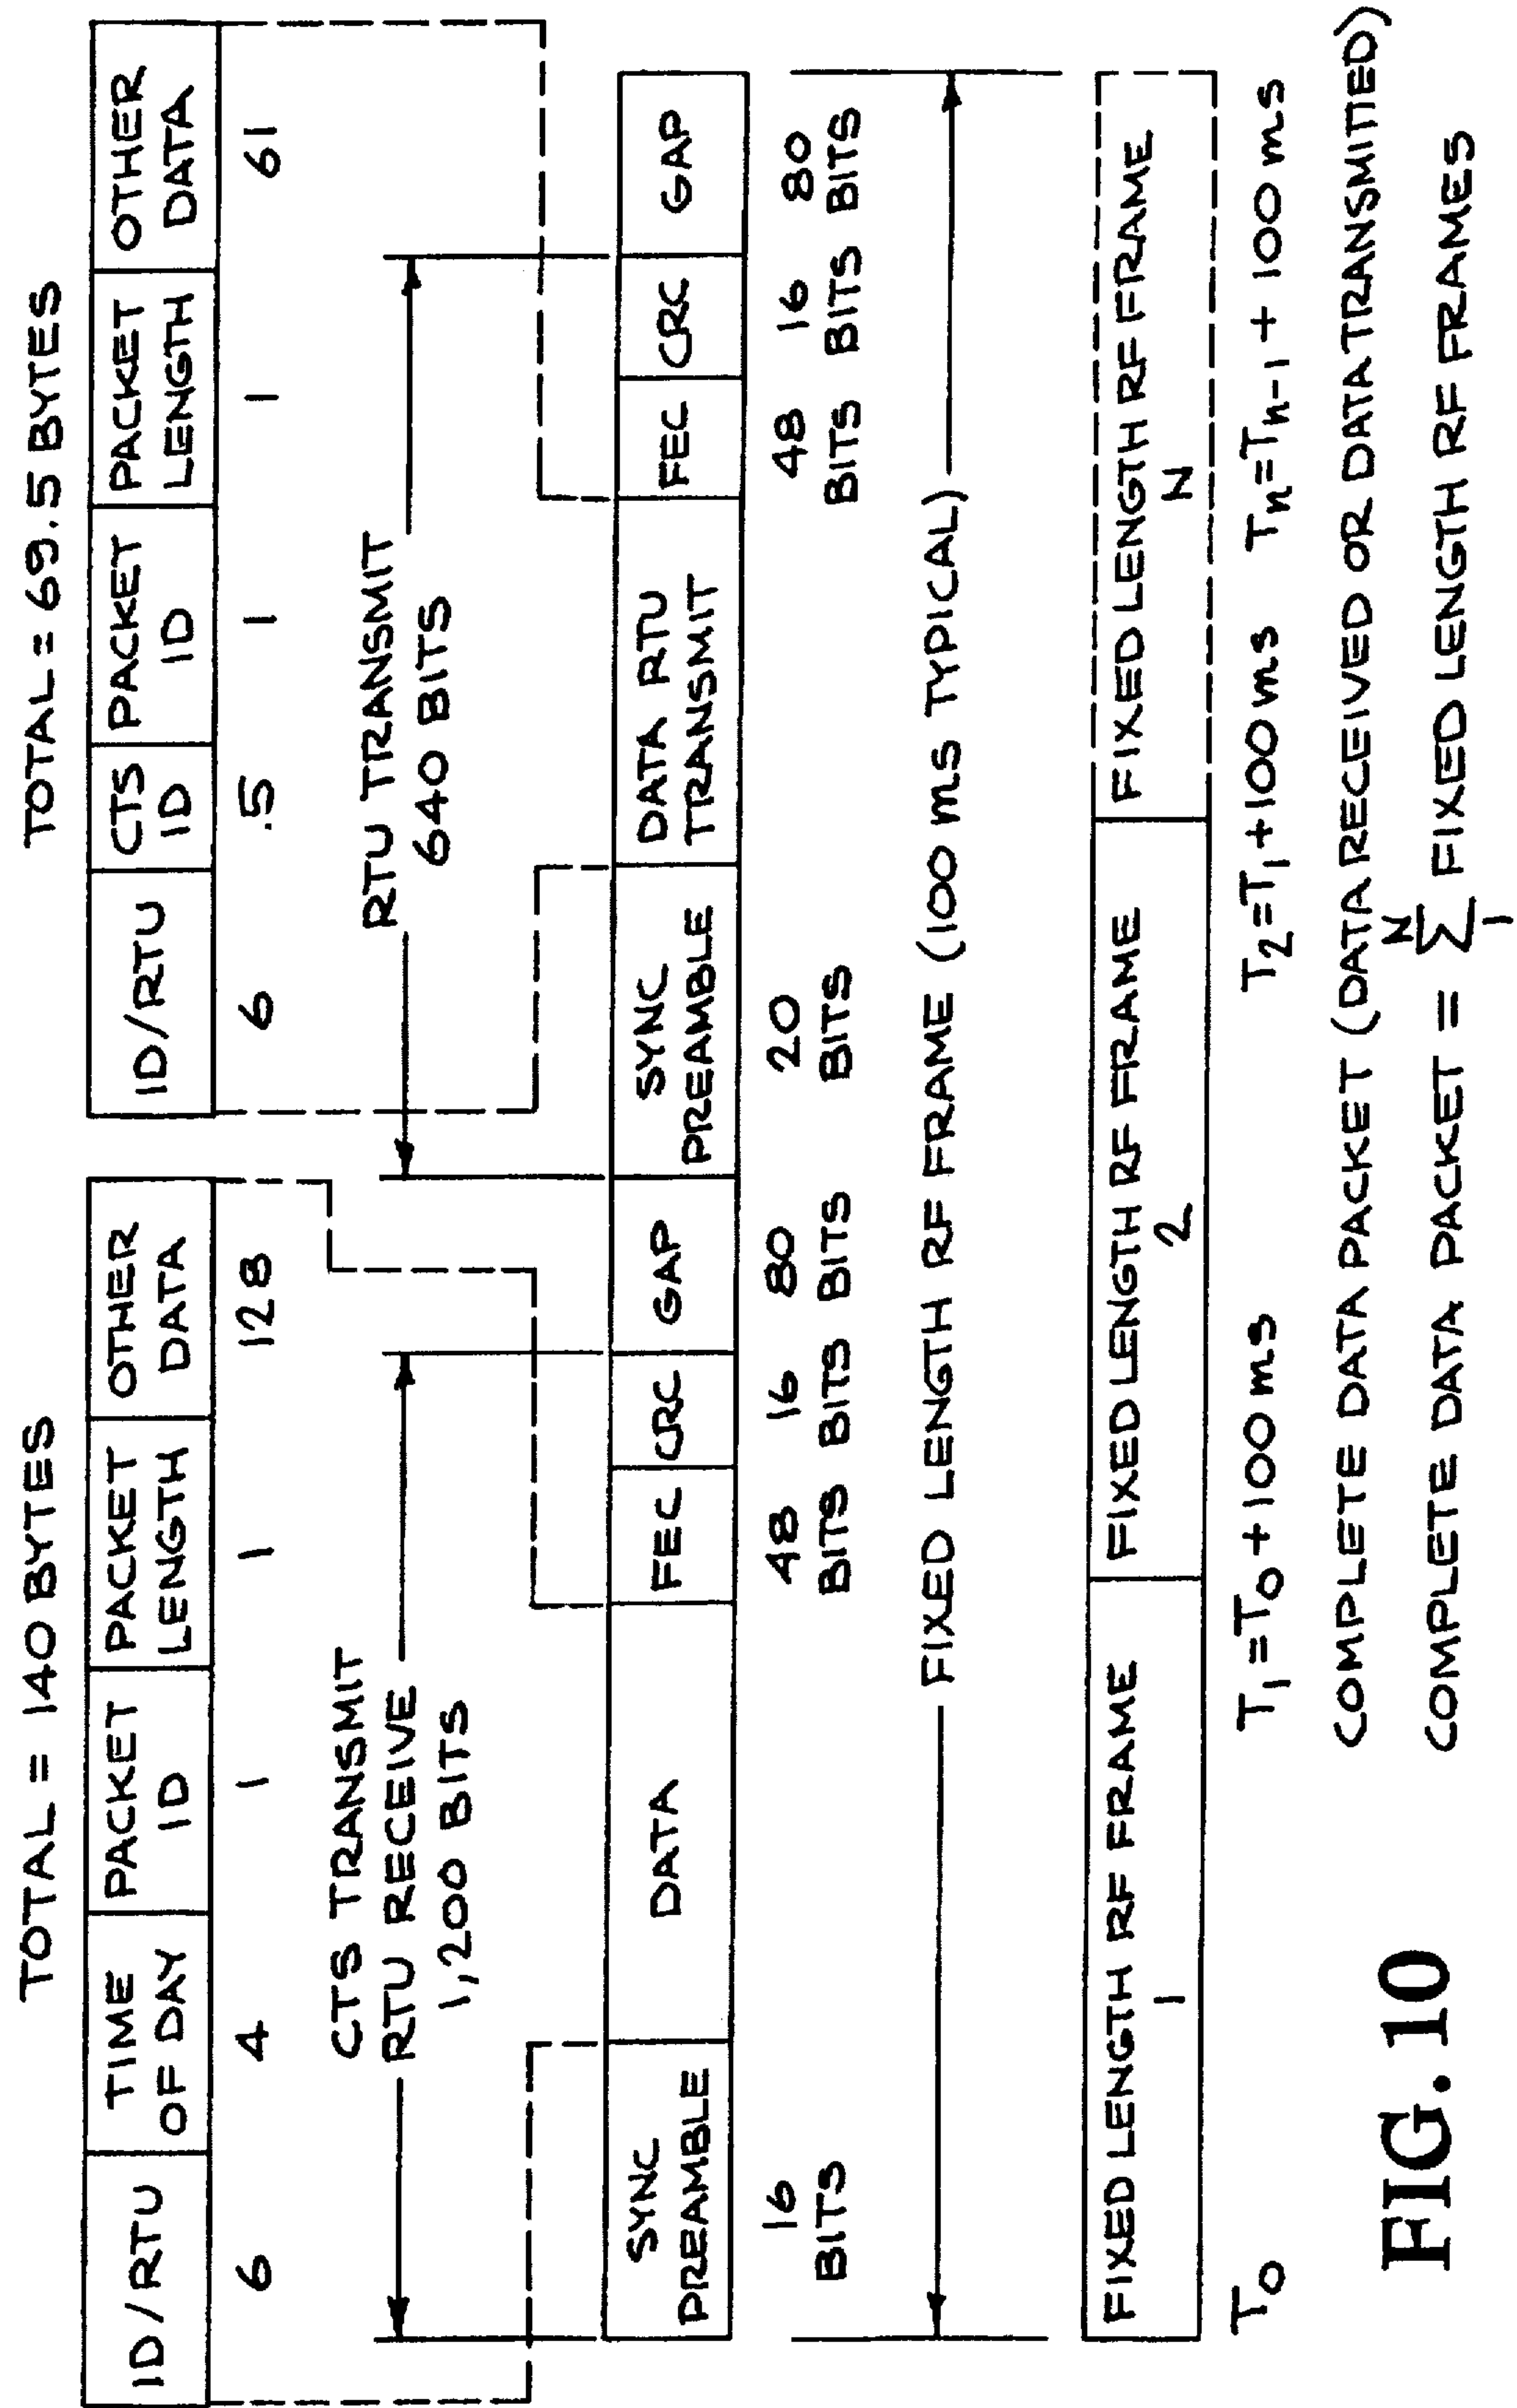 TOTAL = 140 BYTES
TOTAL = 69.5 BYTES
ID/RTU
TIME
OF DAY
PACKET
ID
PACKET
LENGTH
OTHER
DATA
6
4
1
1
128
ID/RTU
CTS
ID
PACKET
ID
PACKET
LENGTH
OTHER
DATA
6
.5
1
1
61
CTS TRANSMIT
RTU RECEIVE
1,200 BITS
RTU TRANSMIT
640 BITS
SYNC
PREAMBLE
DATA
FEC
CRC
GAP
SYNC
PREAMBLE
DATA RTU
TRANSMIT
FEC
CRC
GAP
16
BITS
48
BITS
16
BITS
80
BITS
20
BITS
48
BITS
16
BITS
80
BITS
FIXED LENGTH RF FRAME (100 ms TYPICAL)
FIXED LENGTH RF FRAME
1
FIXED LENGTH RF FRAME
2
FIXED LENGTH RF FRAME
N
T0
T1=T0+100 ms
T2=T1+100 ms
Tn=Tn-1+100 ms
COMPLETE DATA PACKET (DATA RECEIVED OR DATA TRANSMITTED)
COMPLETE DATA PACKET = N ∑ 1 FIXED LENGTH RF FRAMES
FIG. 10